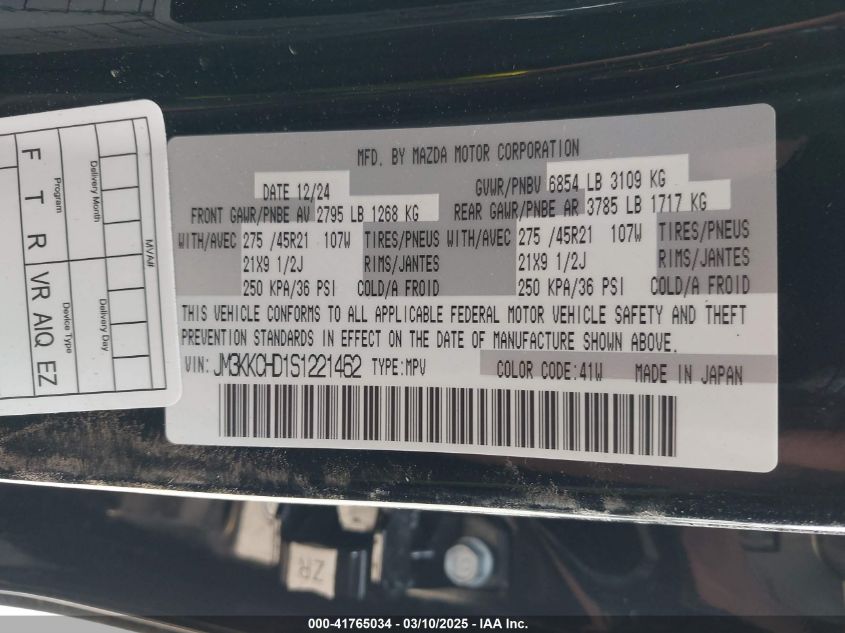 MFD. BY MAZDA MOTOR CORPORATION
DATE 12/24 GVWR/PNBV 6854 LB 3109 KG
FRONT GAWR/PNBE AV 2795 LB 1268 KG REAR GAWR/PNBE AR 3785 LB 1717 KG
WITH/AVEC 275 /45R21 107W TIRES/PNEUS WITH/AVEC 275 /45R21 107W TIRES/PNEUS
21X9 1/2J RIMS/JANTES 21X9 1/2J RIMS/JANTES
250 KPA/36 PSI COLD/A FROID 250 KPA/36 PSI COLD/A FROID
THIS VEHICLE CONFORMS TO ALL APPLICABLE FEDERAL MOTOR VEHICLE SAFETY AND THEFT
PREVENTION STANDARDS IN EFFECT ON THE DATE OF MANUFACTURE SHOWN ABOVE.
VIN: JM3KKCHD1S1221462 TYPE:MPV COLOR CODE:41W MADE IN JAPAN
MVA#
Delivery Month
Delivery Day
Program
Device Type
F T R
VR AIQ EZ
ZR
000-41765034 - 03/10/2025 - IAA Inc.